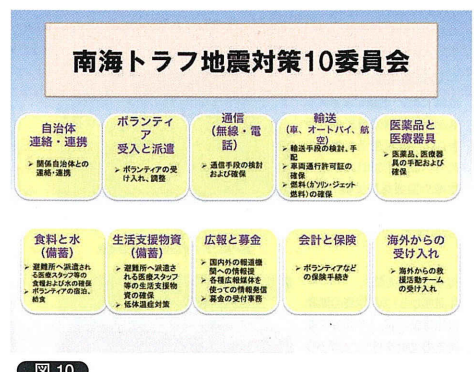 南海トラフ地震対策10委員会
自治体
連絡・連携
➢ 関係自治体との
連絡・連携
ボランティ
ア
受入と派遣
➢ ボランティアの受
け入れ、調整
通信
(無線・電
話)
➢ 通信手段の検討
および確保
輸送
(車、オートバイ、航
空)
➢ 輸送手段の検討、手
配
➢ 車両通行許可証の
確保
➢ 燃料(ガソリン・ジェット
燃料)の確保
医薬品と
医療器具
➢ 医薬品、医療器
具の手配および
確保
食料と水
(備蓄)
➢ 避難所へ派遣され
る医療スタッフ等の
食糧および水の確保
➢ ボランティアの宿泊、
給食
生活支援物資
(備蓄)
➢ 避難所へ派遣さ
れる医療スタッフ
等の生活支援物
資の確保
➢ 低体温症対策
広報と募金
➢ 国内外の報道機
関への情報提
➢ 各種広報媒体を
使っての情報発信
➢ 募金の受付事務
会計と保険
➢ ボランティアなど
の保険手続き
海外からの
受け入れ
➢ 海外からの救
援活動チーム
の受け入れ
図 10